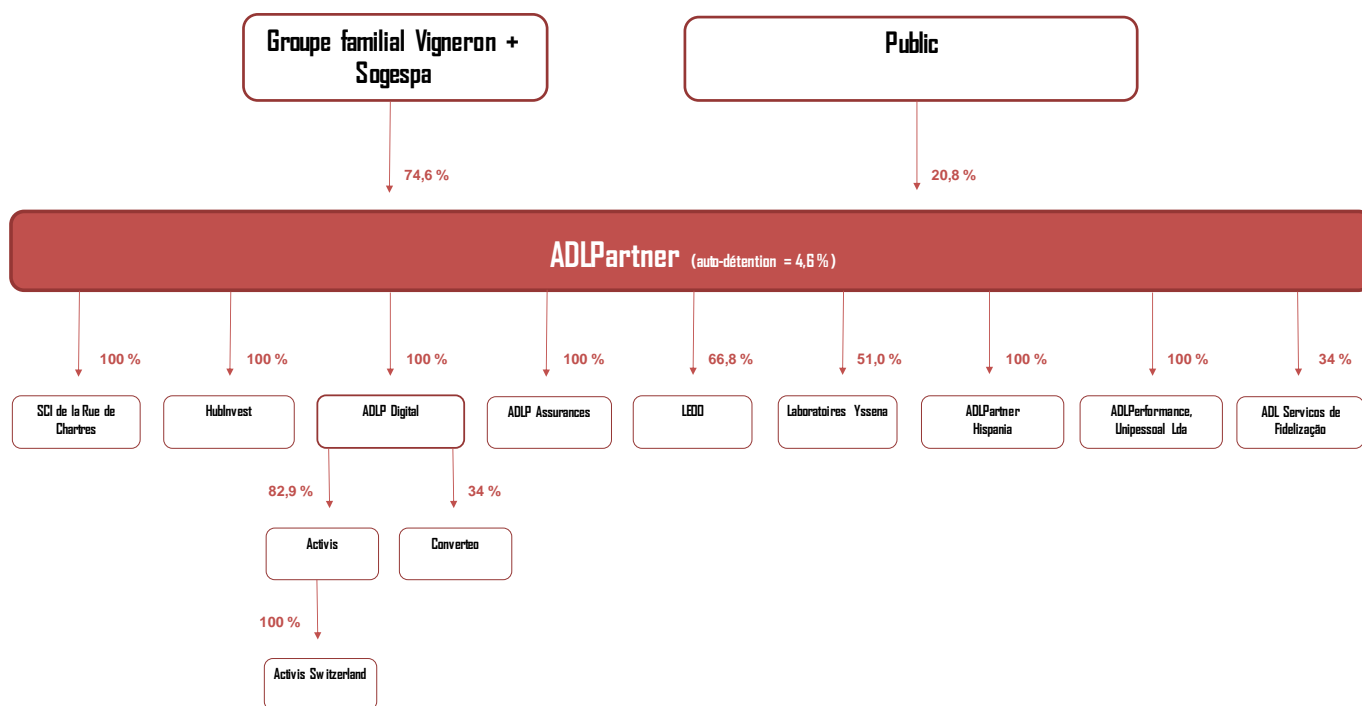 Groupe familial Vigneron +
Sogespa
Public
74,6 %
20,8 %
ADLPartner (auto-détention = 4,6 %)
100 %
100 %
100 %
100 %
66,8 %
51,0 %
100 %
100 %
34 %
SCI de la Rue de
Chartres
HubInvest
ADLP Digital
ADLP Assurances
LEOO
Laboratoires Yssena
ADLPartner
Hispania
ADLPerformance,
Unipessoal Lda
ADL Servicos de
Fidelização
82,9 %
34 %
Activis
Converteo
100 %
Activis Switzerland